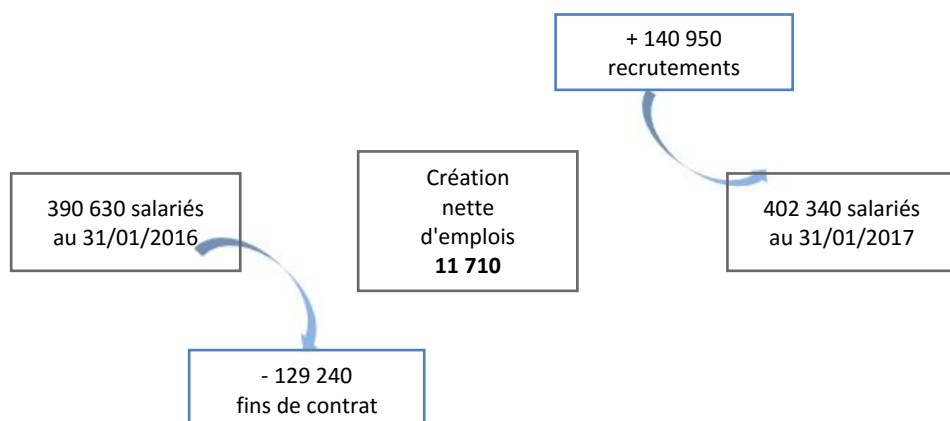 + 140 950
recrutements
Création
nette
d'emplois
11 710
390 630 salariés
au 31/01/2016
402 340 salariés
au 31/01/2017
- 129 240
fins de contrat